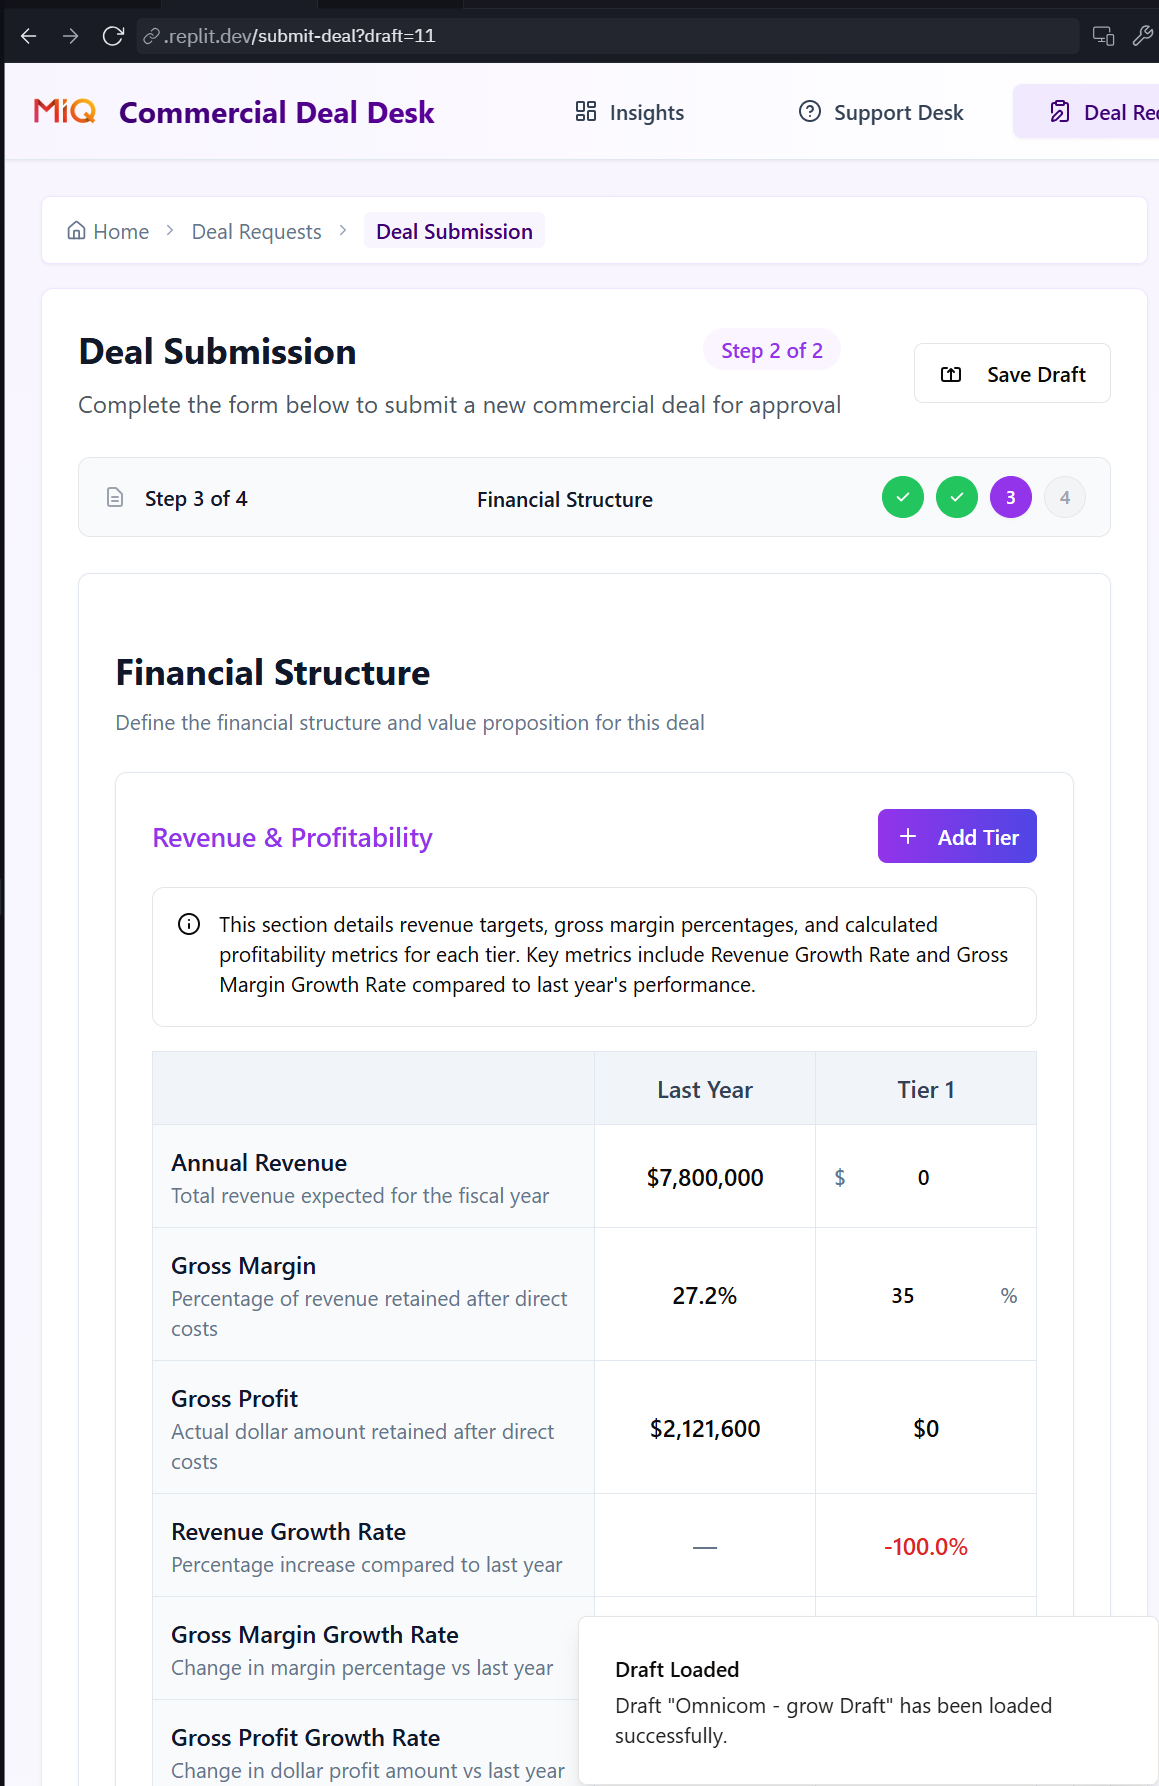 .replit.dev/submit-deal?draft=11
MiQ Commercial Deal Desk
Insights
Support Desk
Deal Rec
Home > Deal Requests > Deal Submission
Deal Submission
Step 2 of 2
Save Draft
Complete the form below to submit a new commercial deal for approval
Step 3 of 4
Financial Structure
3
4
Financial Structure
Define the financial structure and value proposition for this deal
Revenue & Profitability
+ Add Tier
This section details revenue targets, gross margin percentages, and calculated
profitability metrics for each tier. Key metrics include Revenue Growth Rate and Gross
Margin Growth Rate compared to last year's performance.
Last Year
Tier 1
Annual Revenue
Total revenue expected for the fiscal year
$7,800,000
$ 0
Gross Margin
Percentage of revenue retained after direct
costs
27.2%
35 %
Gross Profit
Actual dollar amount retained after direct
costs
$2,121,600
$0
Revenue Growth Rate
Percentage increase compared to last year
—
-100.0%
Gross Margin Growth Rate
Change in margin percentage vs last year
Gross Profit Growth Rate
Change in dollar profit amount vs last year
Draft Loaded
Draft "Omnicom - grow Draft" has been loaded
successfully.